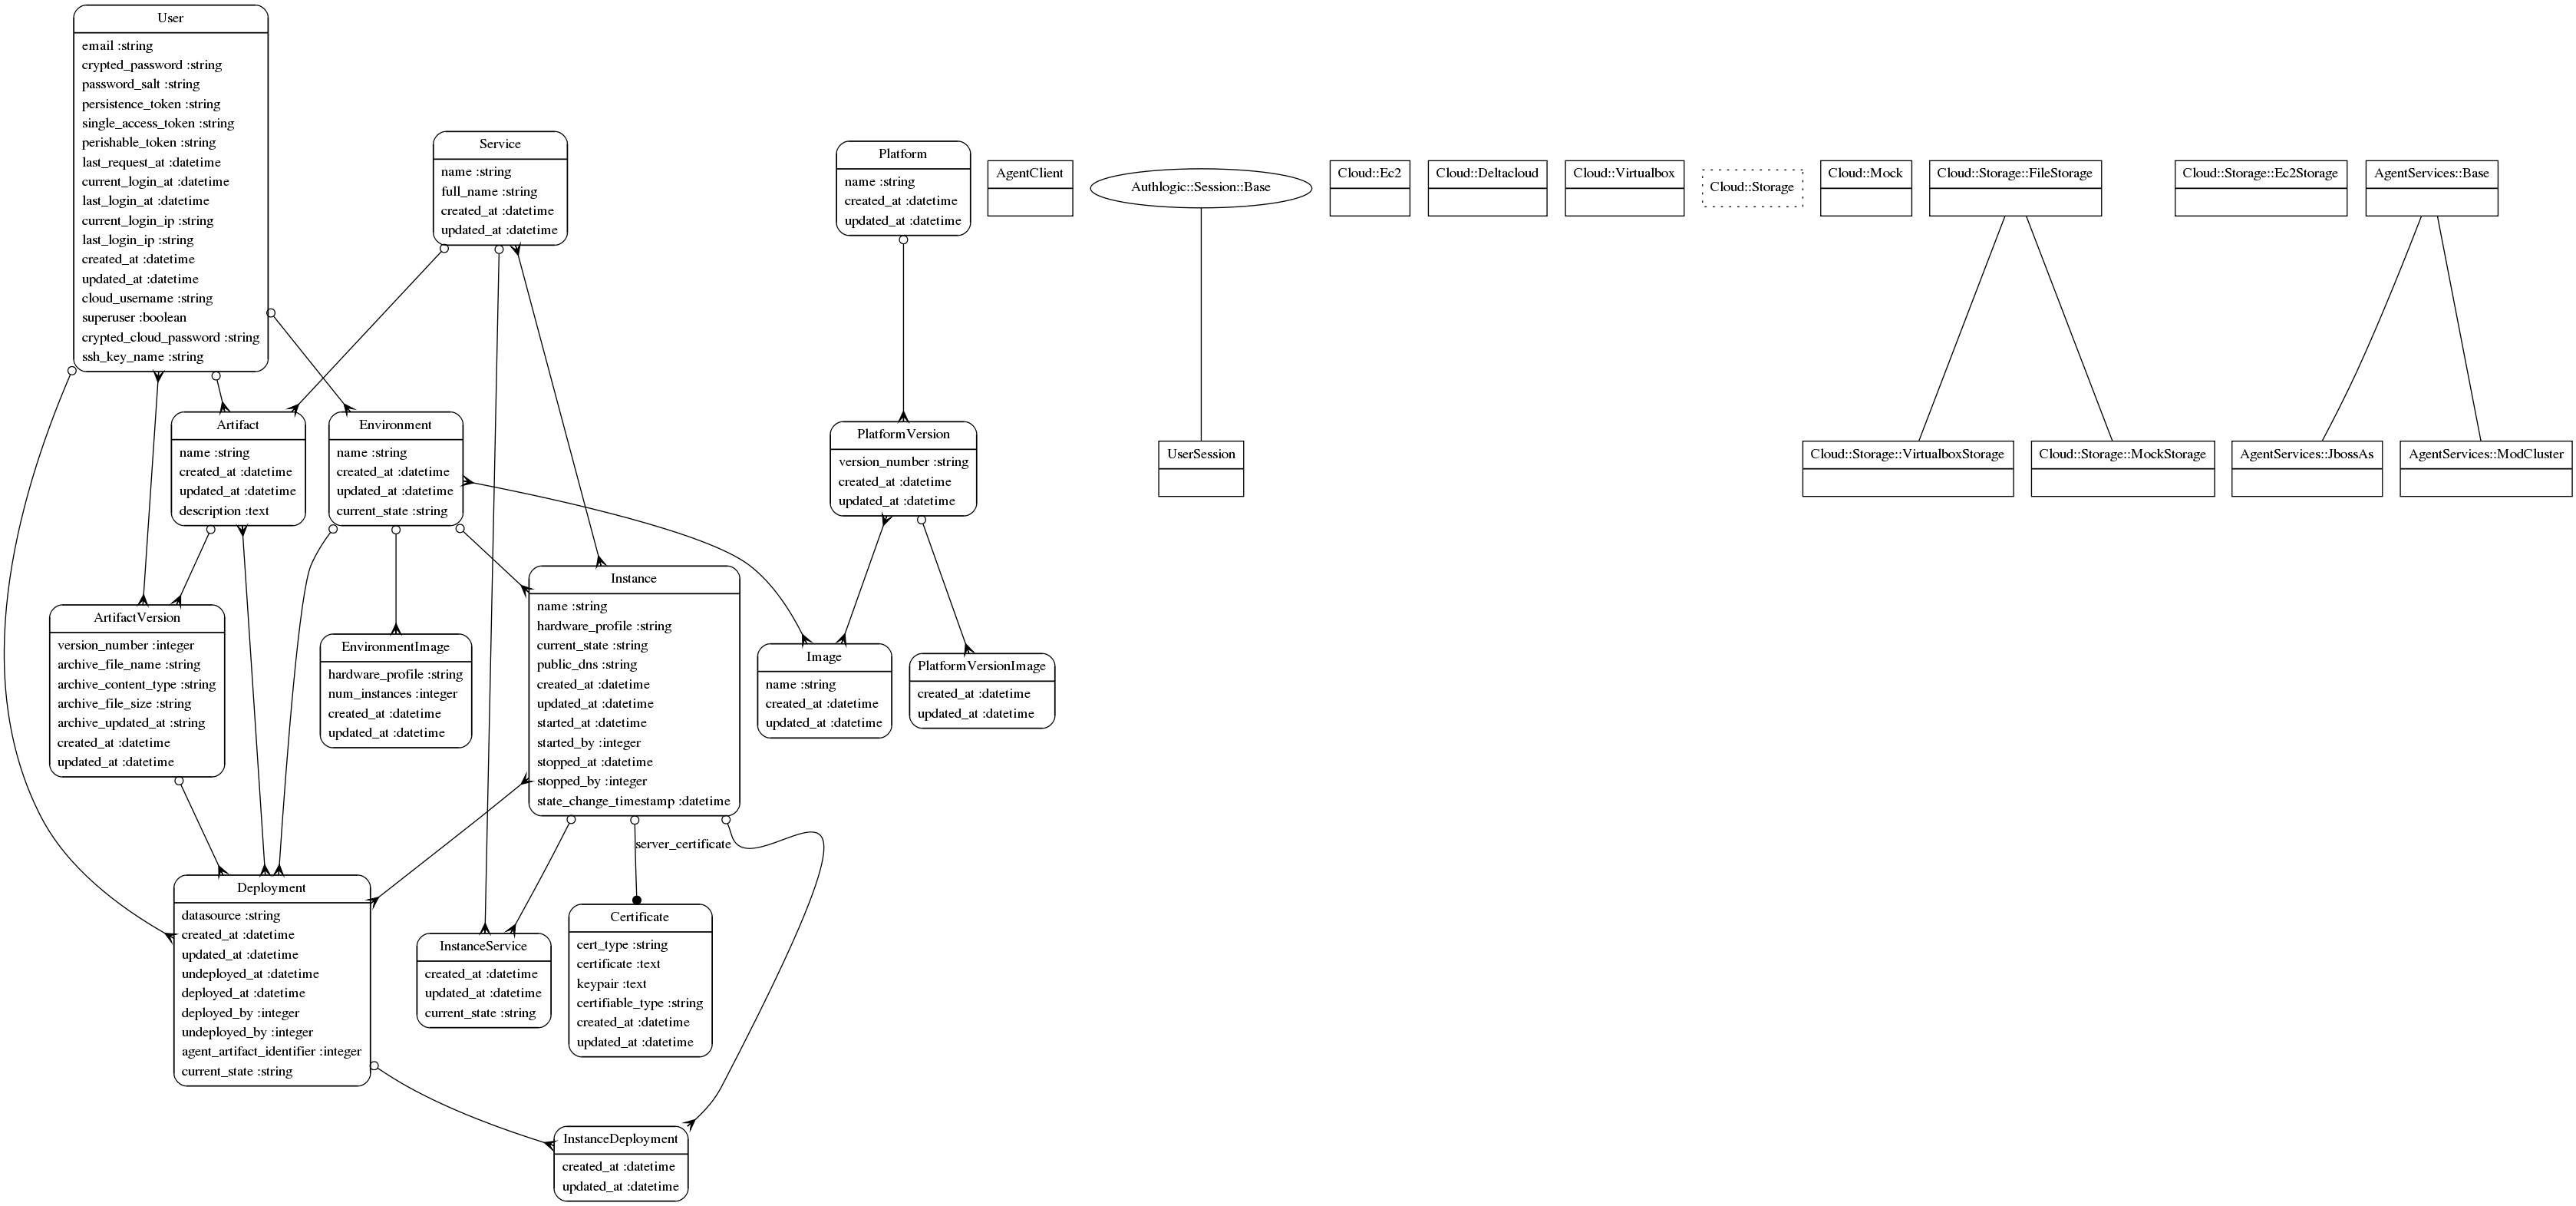 User
email :string
crypted_password :string
password_salt :string
persistence_token :string
single_access_token :string
perishable_token :string
last_request_at :datetime
current_login_at :datetime
last_login_at :datetime
current_login_ip :string
last_login_ip :string
created_at :datetime
updated_at :datetime
cloud_username :string
superuser :boolean
crypted_cloud_password :string
ssh_key_name :string
Service
name :string
full_name :string
created_at :datetime
updated_at :datetime
Platform
name :string
created_at :datetime
updated_at :datetime
AgentClient
Authlogic::Session::Base
Cloud::Ec2
Cloud::Deltacloud
Cloud::Virtualbox
Cloud::Storage
Cloud::Mock
Cloud::Storage::FileStorage
Cloud::Storage::Ec2Storage
AgentServices::Base
Artifact
name :string
created_at :datetime
updated_at :datetime
description :text
Environment
name :string
created_at :datetime
updated_at :datetime
current_state :string
PlatformVersion
version_number :string
created_at :datetime
updated_at :datetime
UserSession
Cloud::Storage::VirtualboxStorage
Cloud::Storage::MockStorage
AgentServices::JbossAs
AgentServices::ModCluster
ArtifactVersion
version_number :integer
archive_file_name :string
archive_content_type :string
archive_file_size :string
archive_updated_at :string
created_at :datetime
updated_at :datetime
EnvironmentImage
hardware_profile :string
num_instances :integer
created_at :datetime
updated_at :datetime
Instance
name :string
hardware_profile :string
current_state :string
public_dns :string
created_at :datetime
updated_at :datetime
started_at :datetime
started_by :integer
stopped_at :datetime
stopped_by :integer
state_change_timestamp :datetime
Image
name :string
created_at :datetime
updated_at :datetime
PlatformVersionImage
created_at :datetime
updated_at :datetime
server_certificate
Deployment
datasource :string
created_at :datetime
updated_at :datetime
undeployed_at :datetime
deployed_at :datetime
deployed_by :integer
undeployed_by :integer
agent_artifact_identifier :integer
current_state :string
InstanceService
created_at :datetime
updated_at :datetime
current_state :string
Certificate
cert_type :string
certificate :text
keypair :text
certifiable_type :string
created_at :datetime
updated_at :datetime
InstanceDeployment
created_at :datetime
updated_at :datetime